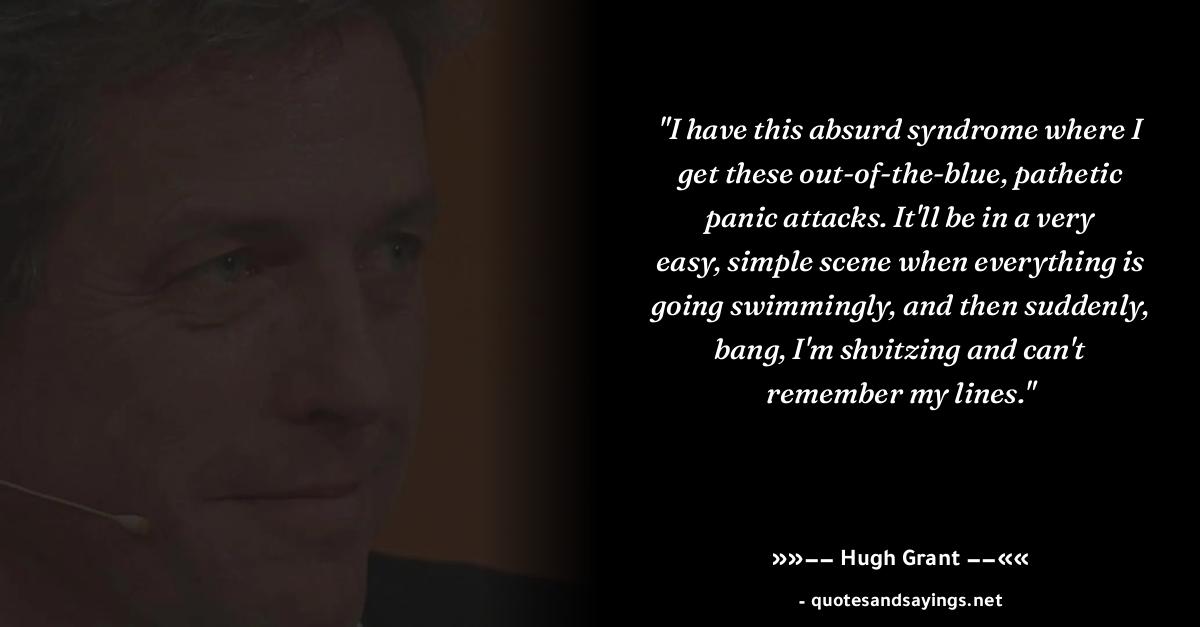 "I have this absurd syndrome where I
get these out-of-the-blue, pathetic
panic attacks. It'll be in a very
easy, simple scene when everything is
going swimmingly, and then suddenly,
bang, I'm shvitzing and can't
remember my lines."
»»–– Hugh Grant ––««
- quotesandsayings.net